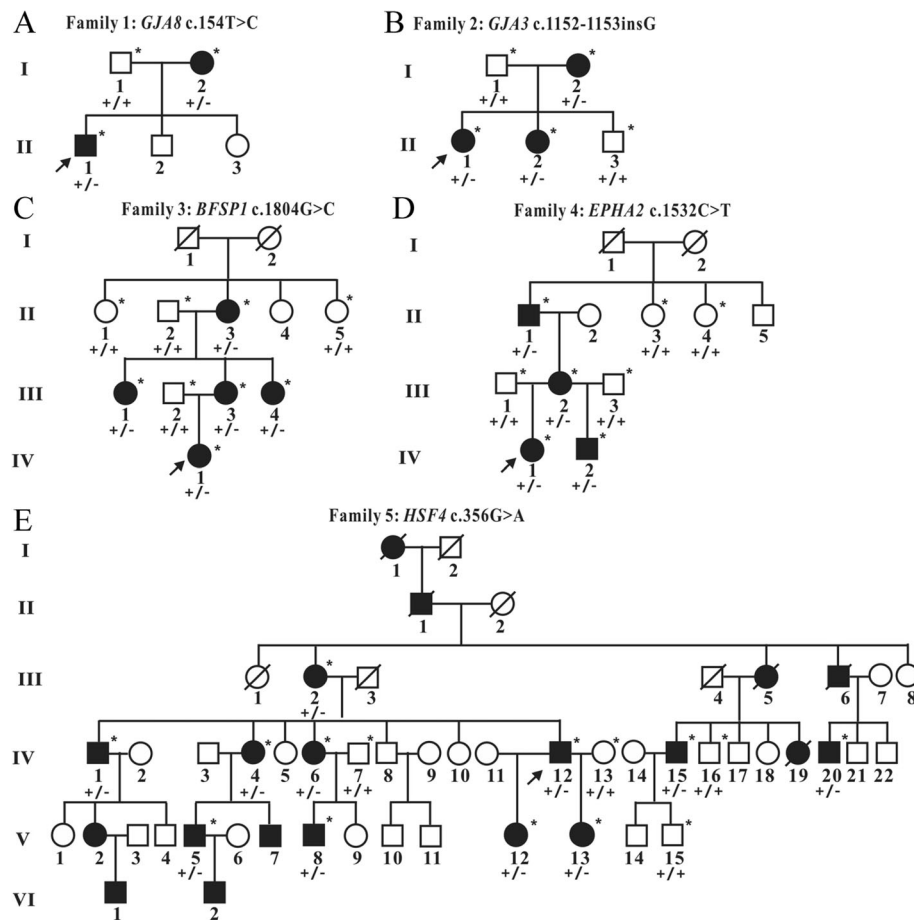 A
Family 1: GJA8 c.154T>C
I
* *
1 2
+/+ +/-
II
*
1 2 3
+/-
B
Family 2: GJA3 c.1152-1153insG
I
* *
1 2
+/+ +/-
II
* * *
1 2 3
+/- +/- +/+
C
Family 3: BFSP1 c.1804G>C
I
1 2
II
* * * *
1 2 3 4 5
+/+ +/+ +/- +/+
III
* * * *
1 2 3 4
+/- +/+ +/- +/-
IV
*
1
+/-
D
Family 4: EPHA2 c.1532C>T
I
1 2
II
* * *
1 2 3 4 5
+/- +/+ +/+
III
* * *
1 2 3
+/+ +/- +/+
IV
* *
1 2
+/- +/-
E
Family 5: HSF4 c.356G>A
I
1 2
II
1 2
III
*
1 2 3 4 5 6 7 8
+/-
IV
* * * * * * * * *
1 2 3 4 5 6 7 8 9 10 11 12 13 14 15 16 17 18 19 20 21 22
+/- +/- +/- +/+ +/- +/+ +/- +/+ +/-
V
* * * * *
1 2 3 4 5 6 7 8 9 10 11 12 13 14 15
+/- +/- +/- +/- +/+
VI
1 2